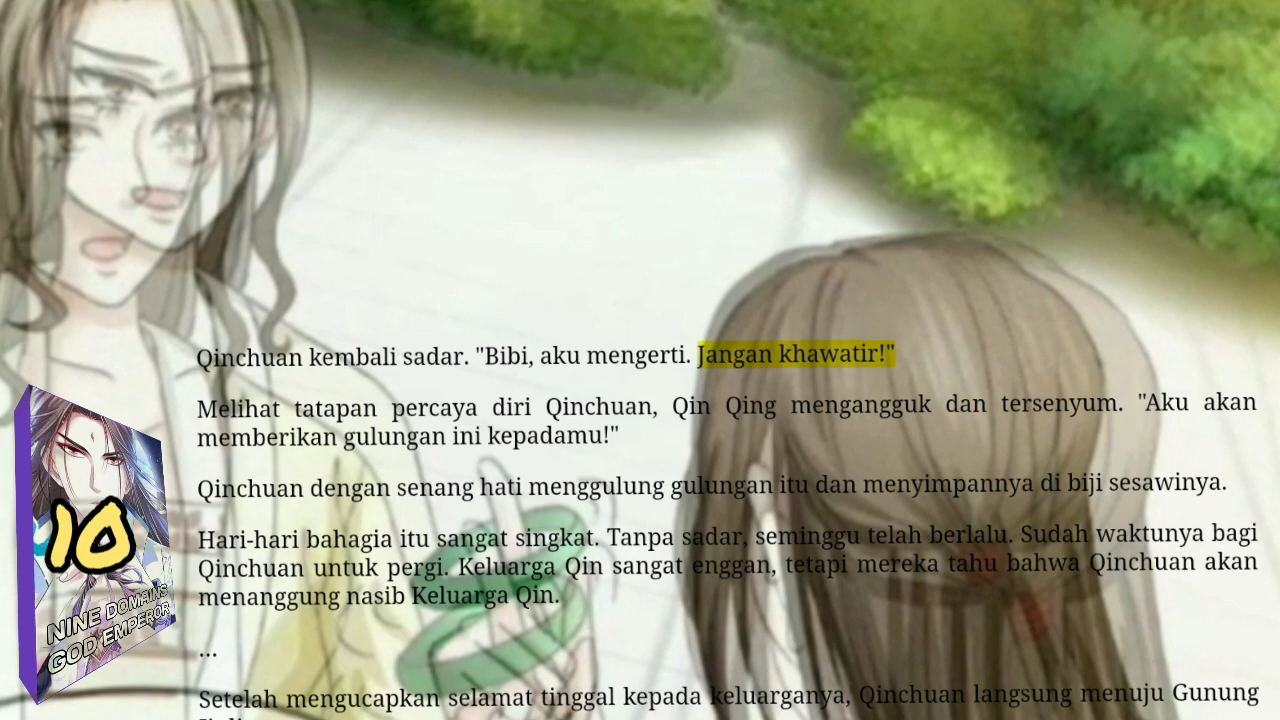 Qinchuan kembali sadar. "Bibi, aku mengerti. Jangan khawatir!"
Melihat tatapan percaya diri Qinchuan, Qin Qing mengangguk dan tersenyum. "Aku akan
memberikan gulungan ini kepadamu!"
Qinchuan dengan senang hati menggulung gulungan itu dan menyimpannya di biji sesawinya.
Hari-hari bahagia itu sangat singkat. Tanpa sadar, seminggu telah berlalu. Sudah waktunya bagi
Qinchuan untuk pergi. Keluarga Qin sangat enggan, tetapi mereka tahu bahwa Qinchuan akan
menanggung nasib Keluarga Qin.
...
Setelah mengucapkan selamat tinggal kepada keluarganya, Qinchuan langsung menuju Gunung
10
NINE DOMAINS
GOD EMPEROR